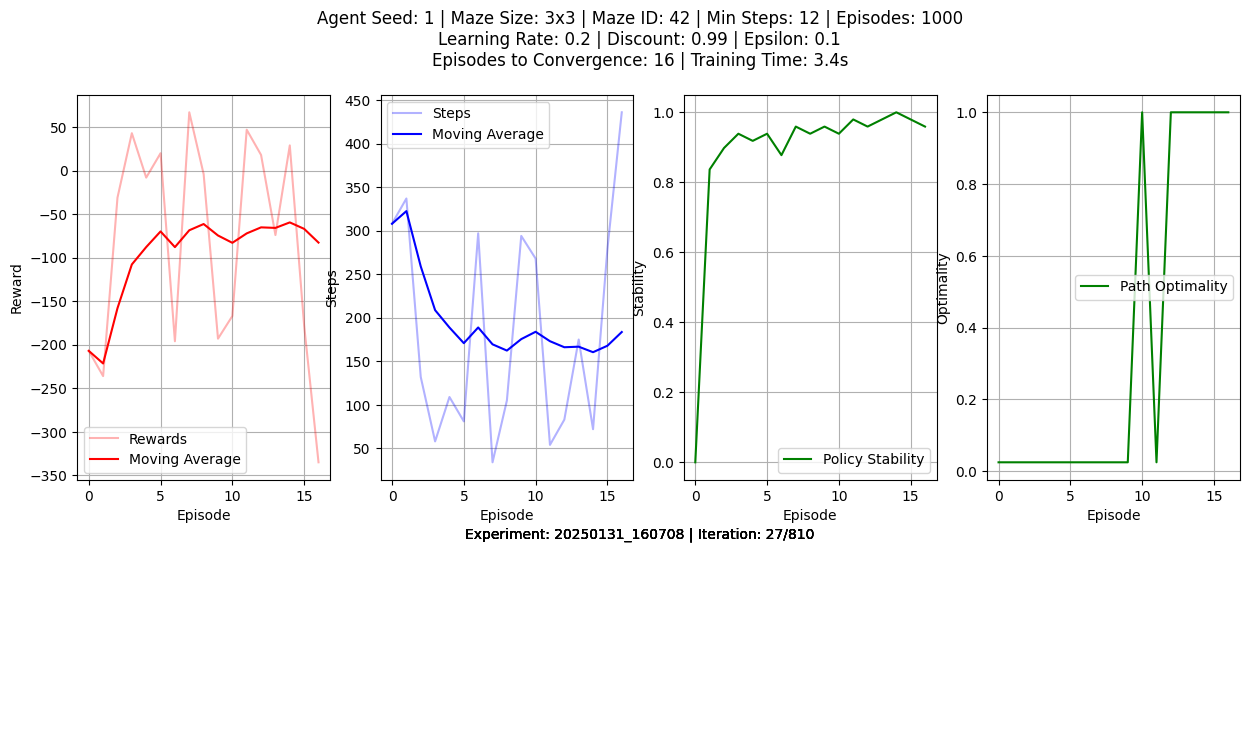 Agent Seed: 1 | Maze Size: 3x3 | Maze ID: 42 | Min Steps: 12 | Episodes: 1000
Learning Rate: 0.2 | Discount: 0.99 | Epsilon: 0.1
Episodes to Convergence: 16 | Training Time: 3.4s
Reward
50
0
−50
−100
−150
−200
−250
−300
−350
Rewards
Moving Average
0
5
10
15
Episode
Steps
450
400
350
300
250
200
150
100
50
Steps
Moving Average
0
5
10
15
Episode
Stability
1.0
0.8
0.6
0.4
0.2
0.0
Policy Stability
0
5
10
15
Episode
Optimality
1.0
0.8
0.6
0.4
0.2
0.0
Path Optimality
0
5
10
15
Episode
Experiment: 20250131_160708 | Iteration: 27/810